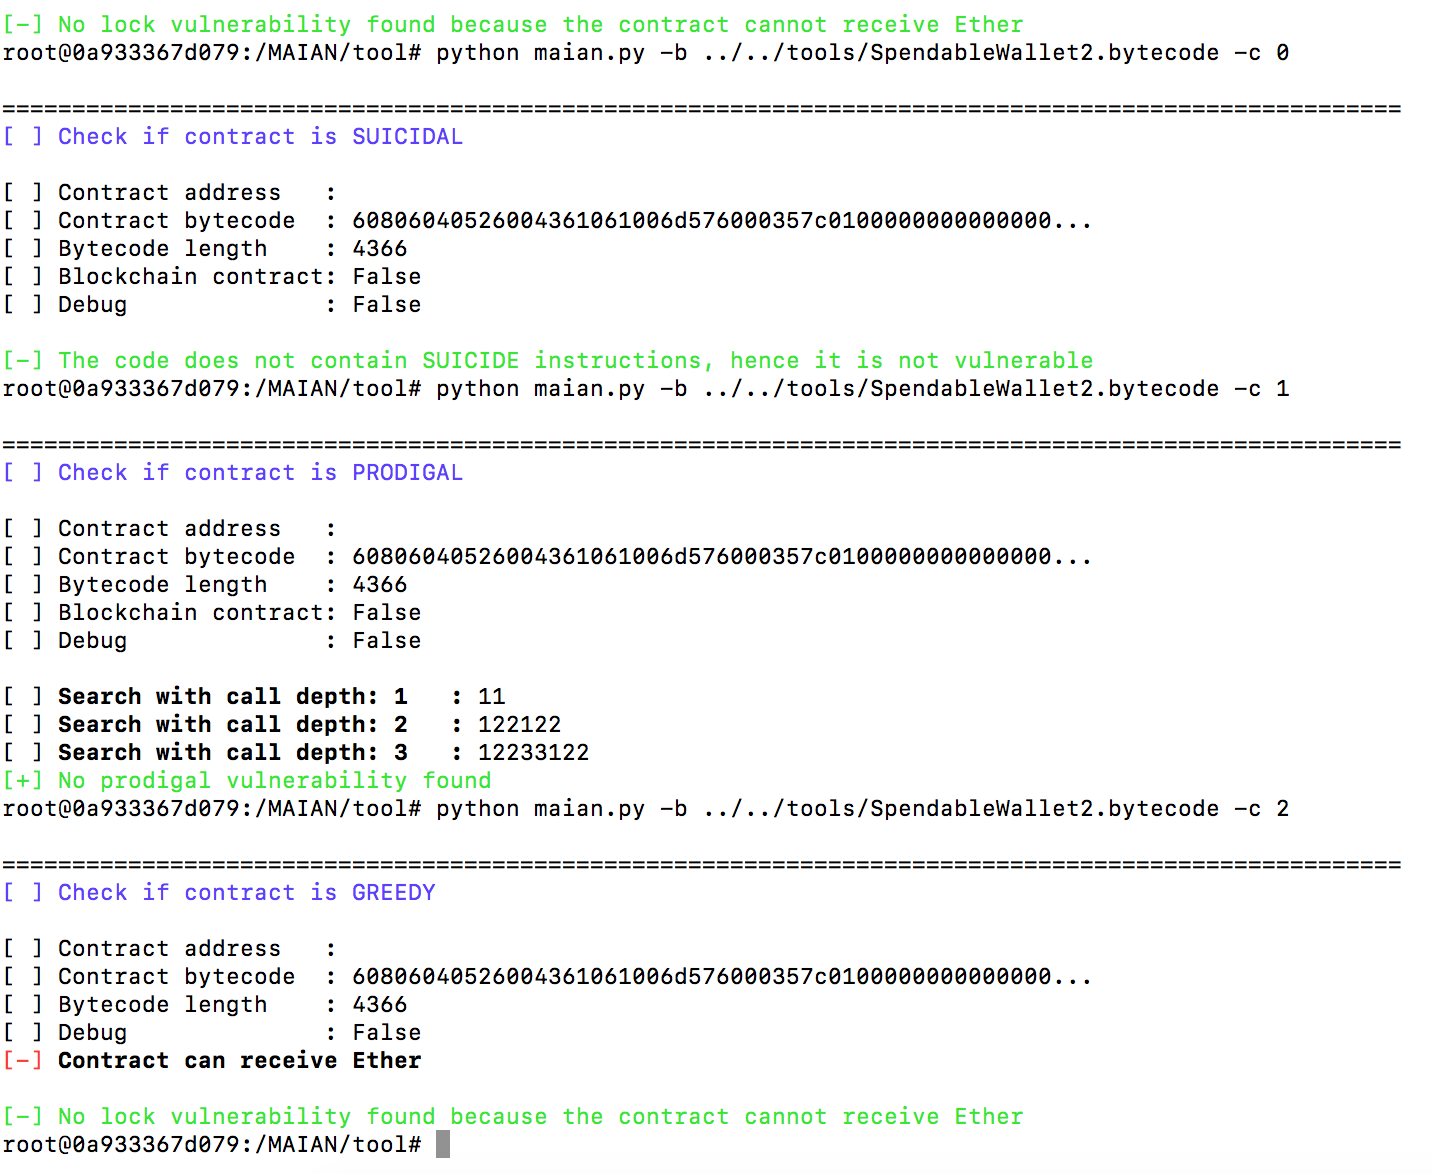 [-] No lock vulnerability found because the contract cannot receive Ether
root@0a933367d079:/MAIAN/tool# python maian.py -b ../../tools/SpendableWallet2.bytecode -c 0
====================================================================================================
[ ] Check if contract is SUICIDAL
[ ] Contract address   :
[ ] Contract bytecode  : 60806040526004361061006d576000357c0100000000000000...
[ ] Bytecode length    : 4366
[ ] Blockchain contract: False
[ ] Debug              : False
[-] The code does not contain SUICIDE instructions, hence it is not vulnerable
root@0a933367d079:/MAIAN/tool# python maian.py -b ../../tools/SpendableWallet2.bytecode -c 1
====================================================================================================
[ ] Check if contract is PRODIGAL
[ ] Contract address   :
[ ] Contract bytecode  : 60806040526004361061006d576000357c0100000000000000...
[ ] Bytecode length    : 4366
[ ] Blockchain contract: False
[ ] Debug              : False
[ ] Search with call depth: 1   : 11
[ ] Search with call depth: 2   : 122122
[ ] Search with call depth: 3   : 12233122
[+] No prodigal vulnerability found
root@0a933367d079:/MAIAN/tool# python maian.py -b ../../tools/SpendableWallet2.bytecode -c 2
====================================================================================================
[ ] Check if contract is GREEDY
[ ] Contract address   :
[ ] Contract bytecode  : 60806040526004361061006d576000357c0100000000000000...
[ ] Bytecode length    : 4366
[ ] Debug              : False
[-] Contract can receive Ether
[-] No lock vulnerability found because the contract cannot receive Ether
root@0a933367d079:/MAIAN/tool#